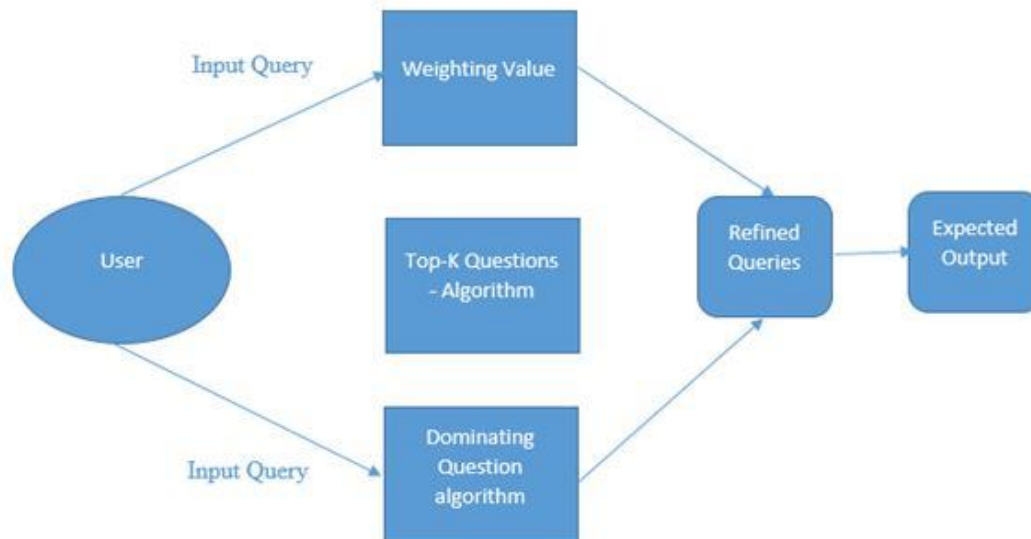 Input Query
Weighting Value
User
Top-K Questions
- Algorithm
Refined
Queries
Expected
Output
Input Query
Dominating
Question
algorithm